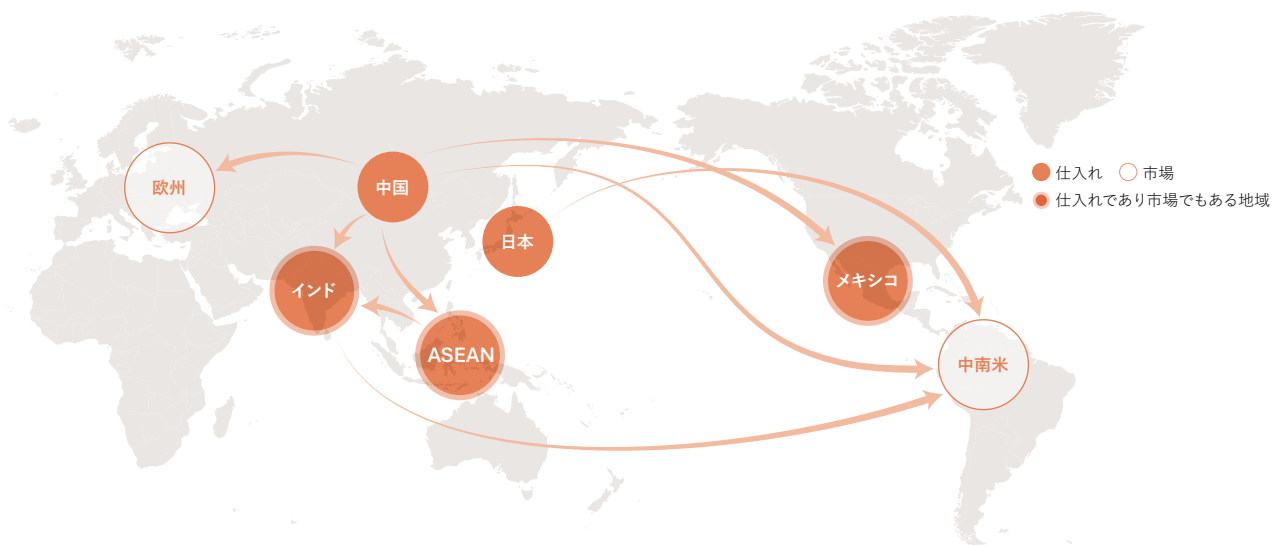 欧州
中国
日本
インド
ASEAN
メキシコ
中南米
仕入れ
市場
仕入れであり市場でもある地域